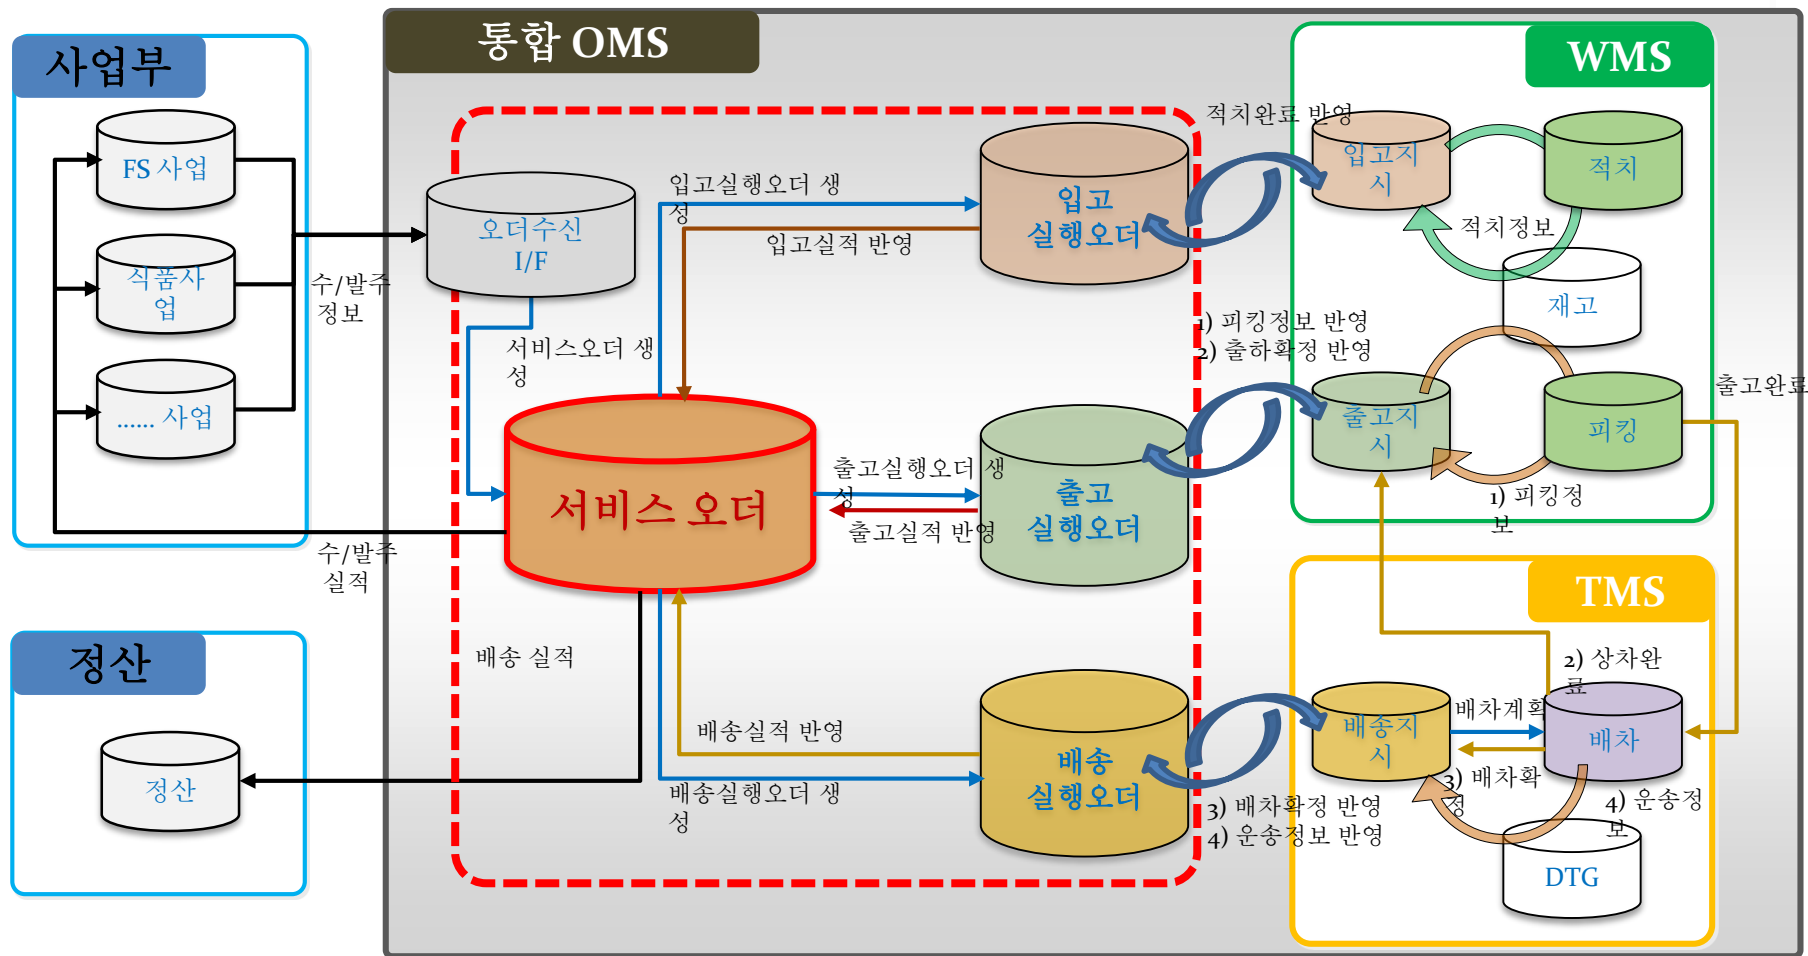 사업부
FS 사업
식품사
업
...... 사업
수/발주
정보
수/발주
실적
정산
정산
통합 OMS
오더수신
I/F
서비스오더 생
성
입고실행오더 생
성
입고실적 반영
입고
실행오더
서비스 오더
출고실행오더 생
성
출고실적 반영
출고
실행오더
배송 실적
배송실적 반영
배송실행오더 생
성
배송
실행오더
적치완료 반영
1) 피킹정보 반영
2) 출하확정 반영
3) 배차확정 반영
4) 운송정보 반영
WMS
입고지
시
적치
적치정보
재고
출고지
시
피킹
1) 피킹정
보
출고완료
TMS
2) 상차완
료
배송지
시
배차계획
배차
3) 배차확
정
4) 운송정
보
DTG